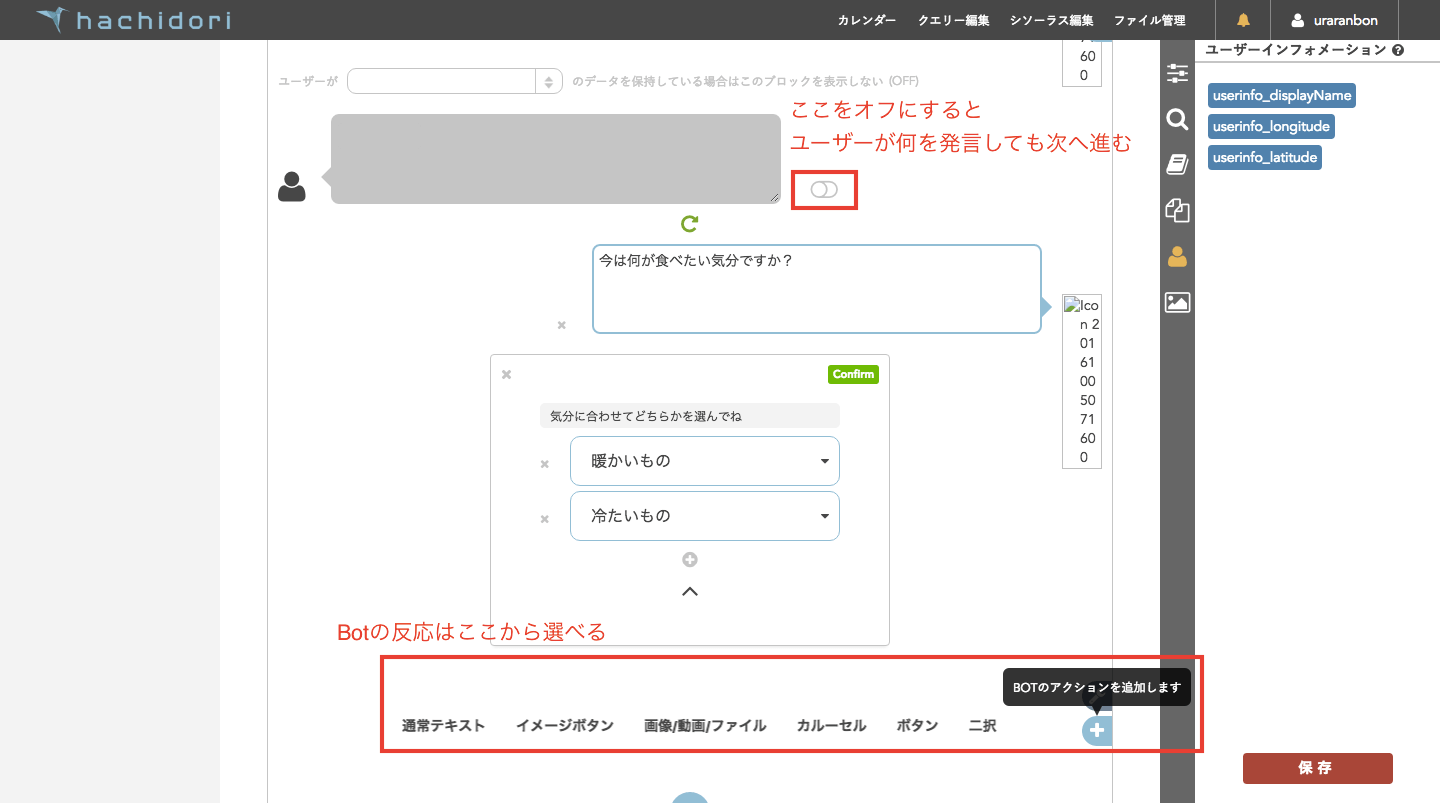 hachidori
カレンダー クエリー編集 シソーラス編集 ファイル管理 uraranbon
ユーザーインフォメーション
60
0
ユーザーが のデータを保持している場合はこのブロックを表示しない (OFF)
userinfo_displayName
userinfo_longitude
userinfo_latitude
ここをオフにすると
ユーザーが何を発言しても次へ進む
今は何が食べたい気分ですか？
Ico
n 2
01
61
00
50
71
60
0
Confirm
気分に合わせてどちらかを選んでね
暖かいもの
冷たいもの
Botの反応はここから選べる
BOTのアクションを追加します
通常テキスト イメージボタン 画像/動画/ファイル カルーセル ボタン 二択
保存